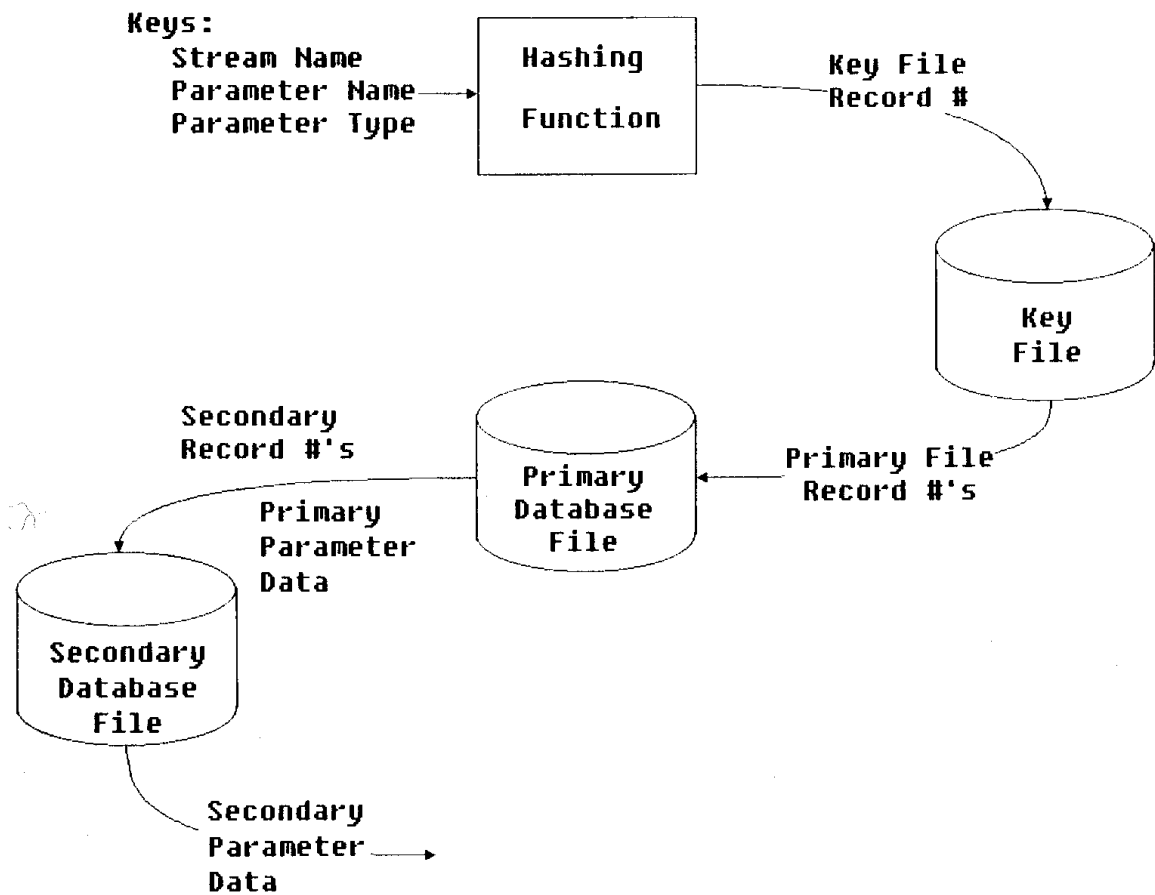 Keys:
Stream Name
Parameter Name
Parameter Type
Hashing
Function
Key File
Record #
Key
File
Primary File
Record #'s
Primary
Database
File
Secondary
Record #'s
Primary
Parameter
Data
Secondary
Database
File
Secondary
Parameter
Data